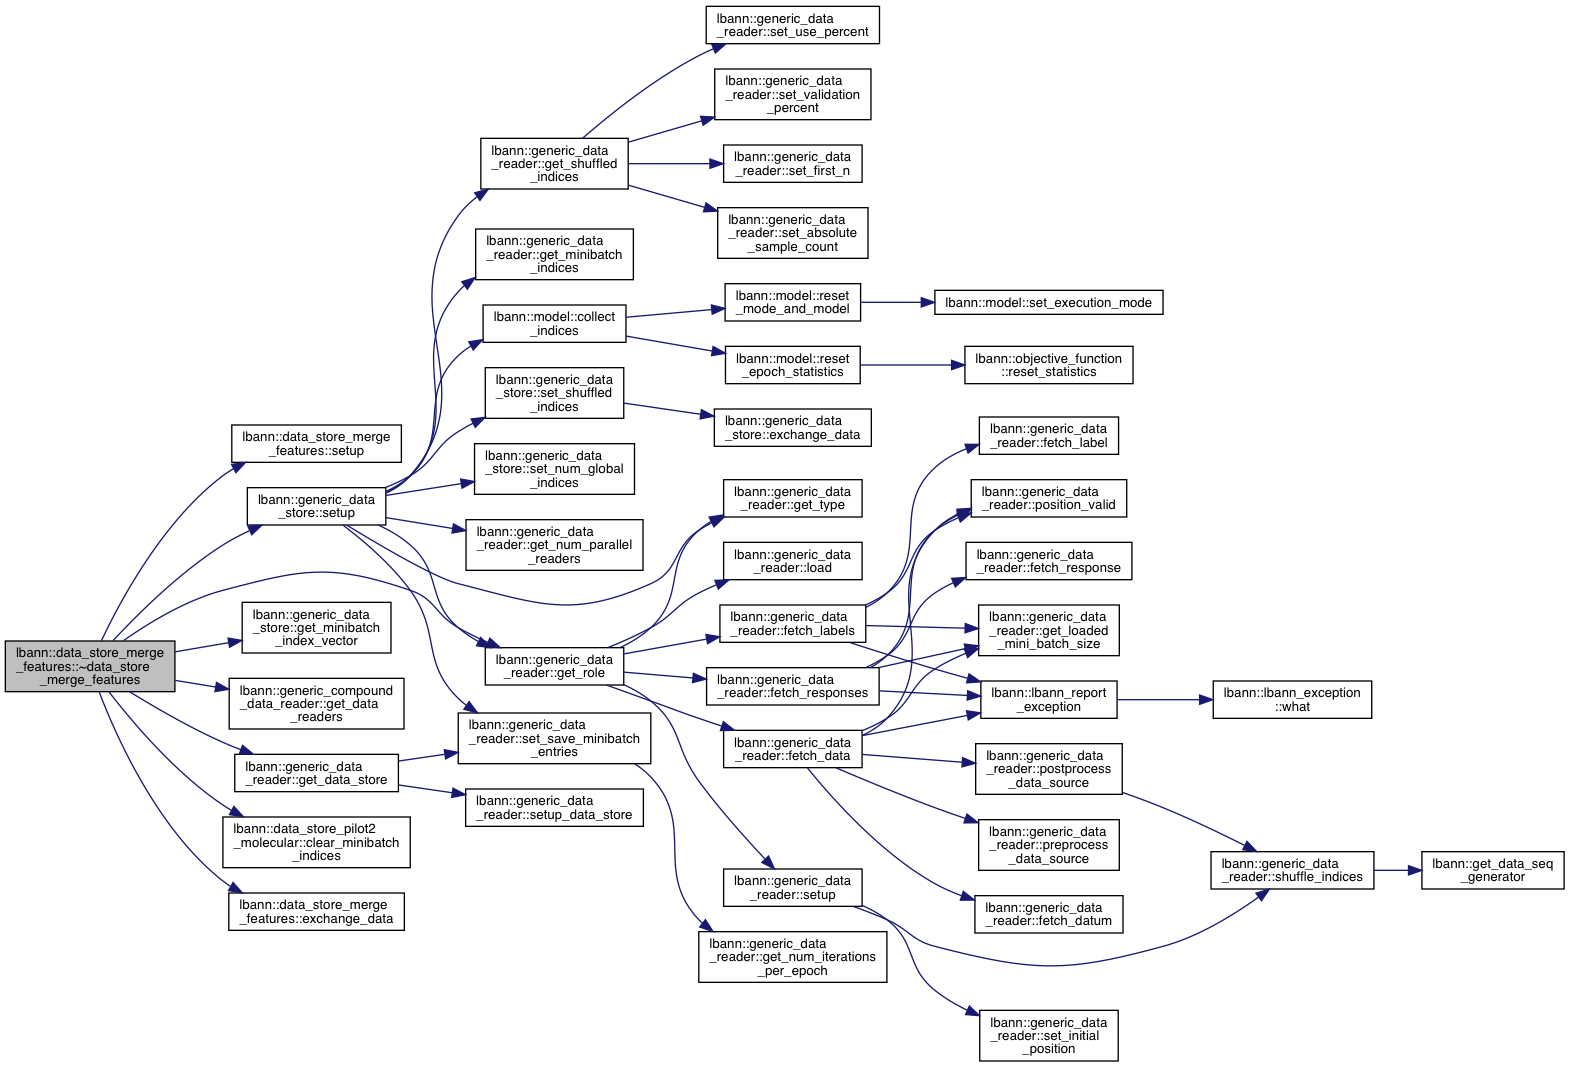 lbann::generic_data
_reader::set_use_percent
lbann::generic_data
_reader::set_validation
_percent
lbann::generic_data
_reader::get_shuffled
_indices
lbann::generic_data
_reader::set_first_n
lbann::generic_data
_reader::set_absolute
_sample_count
lbann::generic_data
_reader::get_minibatch
_indices
lbann::model::reset
_mode_and_model
lbann::model::set_execution_mode
lbann::model::collect
_indices
lbann::model::reset
_epoch_statistics
lbann::objective_function
::reset_statistics
lbann::generic_data
_store::set_shuffled
_indices
lbann::generic_data
_store::exchange_data
lbann::data_store_merge
_features::setup
lbann::generic_data
_reader::fetch_label
lbann::generic_data
_store::set_num_global
_indices
lbann::generic_data
_store::setup
lbann::generic_data
_reader::get_type
lbann::generic_data
_reader::position_valid
lbann::generic_data
_reader::get_num_parallel
_readers
lbann::generic_data
_reader::load
lbann::generic_data
_reader::fetch_response
lbann::generic_data
_store::get_minibatch
_index_vector
lbann::generic_data
_reader::fetch_labels
lbann::generic_data
_reader::get_loaded
_mini_batch_size
lbann::data_store_merge
_features::~data_store
_merge_features
lbann::generic_data
_reader::get_role
lbann::generic_data
_reader::fetch_responses
lbann::generic_compound
_data_reader::get_data
_readers
lbann::lbann_report
_exception
lbann::lbann_exception
::what
lbann::generic_data
_reader::set_save_minibatch
_entries
lbann::generic_data
_reader::fetch_data
lbann::generic_data
_reader::get_data_store
lbann::generic_data
_reader::postprocess
_data_source
lbann::generic_data
_reader::setup_data_store
lbann::data_store_pilot2
_molecular::clear_minibatch
_indices
lbann::generic_data
_reader::preprocess
_data_source
lbann::generic_data
_reader::shuffle_indices
lbann::get_data_seq
_generator
lbann::generic_data
_reader::setup
lbann::data_store_merge
_features::exchange_data
lbann::generic_data
_reader::fetch_datum
lbann::generic_data
_reader::get_num_iterations
_per_epoch
lbann::generic_data
_reader::set_initial
_position